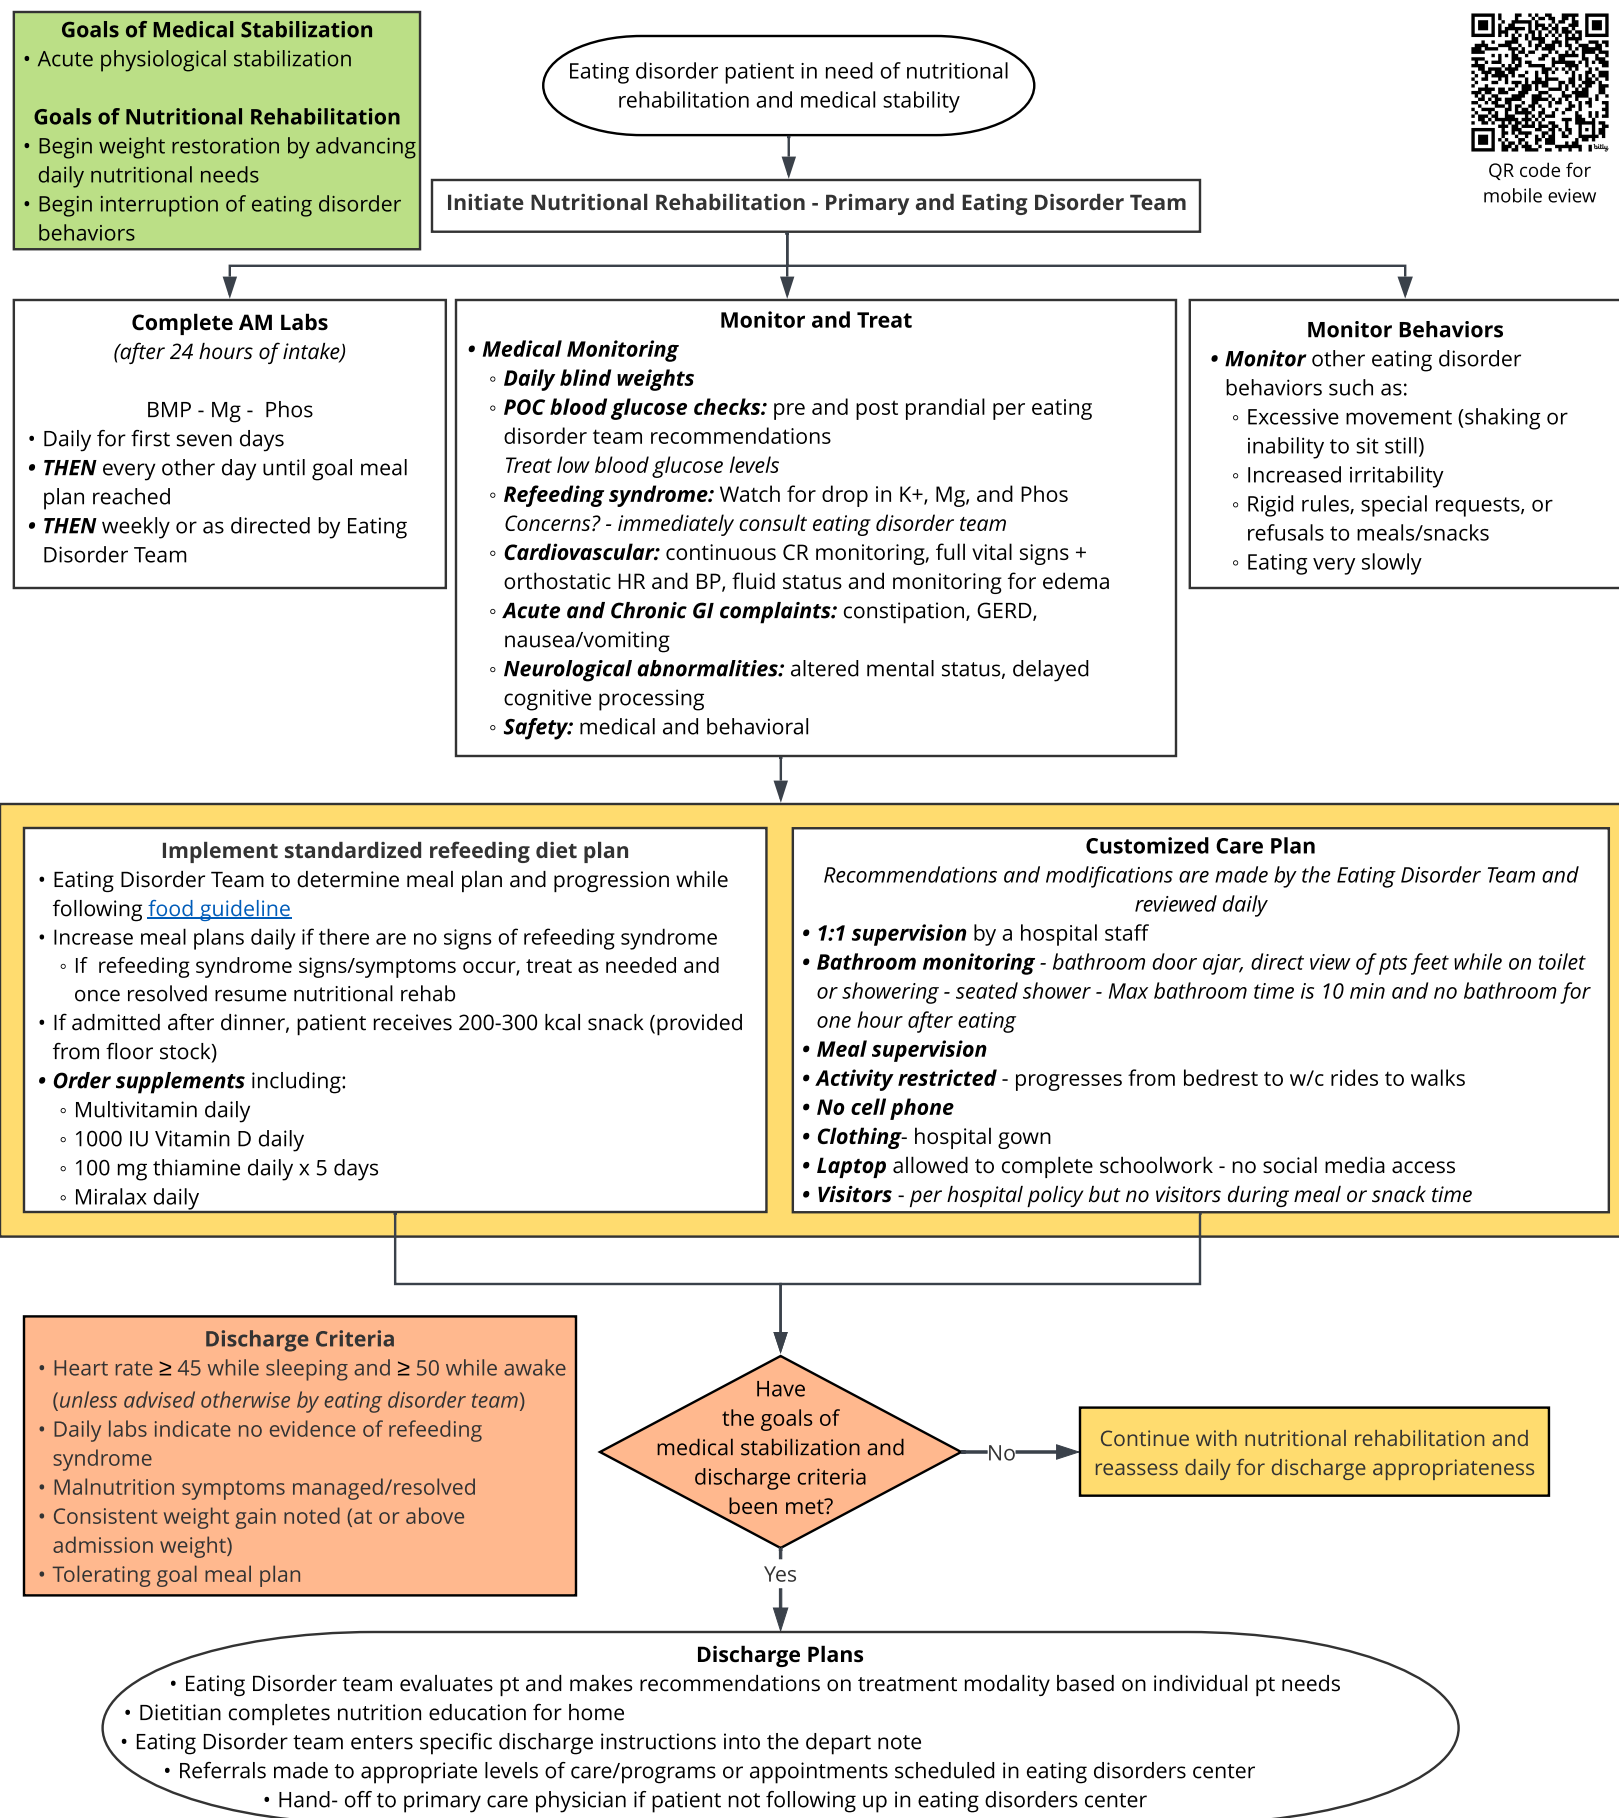 Goals of Medical Stabilization
• Acute physiological stabilization
Goals of Nutritional Rehabilitation
• Begin weight restoration by advancing
daily nutritional needs
• Begin interruption of eating disorder
behaviors
Eating disorder patient in need of nutritional
rehabilitation and medical stability
bitly
QR code for
mobile eview
Initiate Nutritional Rehabilitation - Primary and Eating Disorder Team
Complete AM Labs
(after 24 hours of intake)
BMP - Mg - Phos
• Daily for first seven days
• THEN every other day until goal meal
plan reached
• THEN weekly or as directed by Eating
Disorder Team
Monitor and Treat
• Medical Monitoring
◦ Daily blind weights
◦ POC blood glucose checks: pre and post prandial per eating
disorder team recommendations
Treat low blood glucose levels
◦ Refeeding syndrome: Watch for drop in K+, Mg, and Phos
Concerns? - immediately consult eating disorder team
◦ Cardiovascular: continuous CR monitoring, full vital signs +
orthostatic HR and BP, fluid status and monitoring for edema
◦ Acute and Chronic GI complaints: constipation, GERD,
nausea/vomiting
◦ Neurological abnormalities: altered mental status, delayed
cognitive processing
◦ Safety: medical and behavioral
Monitor Behaviors
• Monitor other eating disorder
behaviors such as:
◦ Excessive movement (shaking or
inability to sit still)
◦ Increased irritability
◦ Rigid rules, special requests, or
refusals to meals/snacks
◦ Eating very slowly
Implement standardized refeeding diet plan
• Eating Disorder Team to determine meal plan and progression while
following food guideline
• Increase meal plans daily if there are no signs of refeeding syndrome
◦ If refeeding syndrome signs/symptoms occur, treat as needed and
once resolved resume nutritional rehab
• If admitted after dinner, patient receives 200-300 kcal snack (provided
from floor stock)
• Order supplements including:
◦ Multivitamin daily
◦ 1000 IU Vitamin D daily
◦ 100 mg thiamine daily x 5 days
◦ Miralax daily
Customized Care Plan
Recommendations and modifications are made by the Eating Disorder Team and
reviewed daily
• 1:1 supervision by a hospital staff
• Bathroom monitoring - bathroom door ajar, direct view of pts feet while on toilet
or showering - seated shower - Max bathroom time is 10 min and no bathroom for
one hour after eating
• Meal supervision
• Activity restricted - progresses from bedrest to w/c rides to walks
• No cell phone
• Clothing- hospital gown
• Laptop allowed to complete schoolwork - no social media access
• Visitors - per hospital policy but no visitors during meal or snack time
Discharge Criteria
• Heart rate ≥ 45 while sleeping and ≥ 50 while awake
(unless advised otherwise by eating disorder team)
• Daily labs indicate no evidence of refeeding
syndrome
• Malnutrition symptoms managed/resolved
• Consistent weight gain noted (at or above
admission weight)
• Tolerating goal meal plan
Have
the goals of
medical stabilization and
discharge criteria
been met?
No
Continue with nutritional rehabilitation and
reassess daily for discharge appropriateness
Yes
Discharge Plans
• Eating Disorder team evaluates pt and makes recommendations on treatment modality based on individual pt needs
• Dietitian completes nutrition education for home
• Eating Disorder team enters specific discharge instructions into the depart note
• Referrals made to appropriate levels of care/programs or appointments scheduled in eating disorders center
• Hand- off to primary care physician if patient not following up in eating disorders center